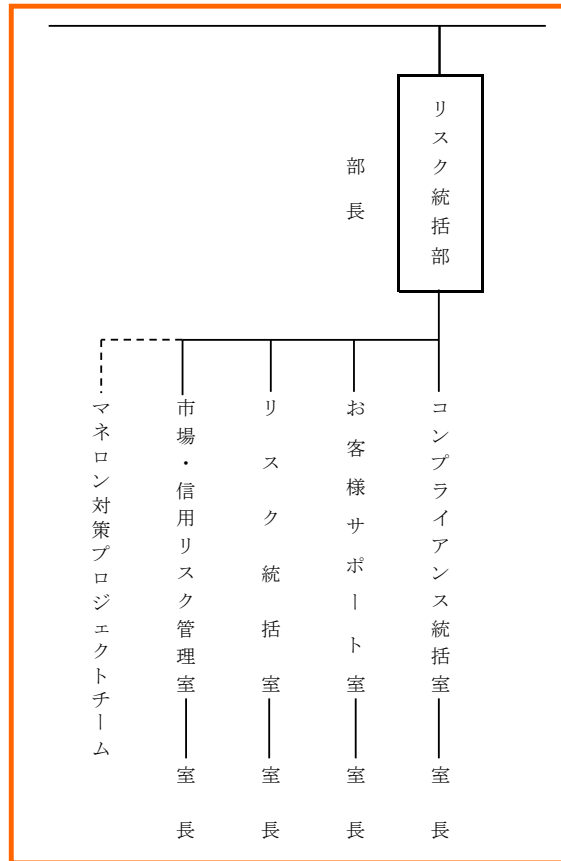 リスク統括部
部長
コンプライアンス統括室
室長
お客様サポート室
室長
リスク統括室
室長
市場・信用リスク管理室
室長
マネロン対策プロジェクトチーム